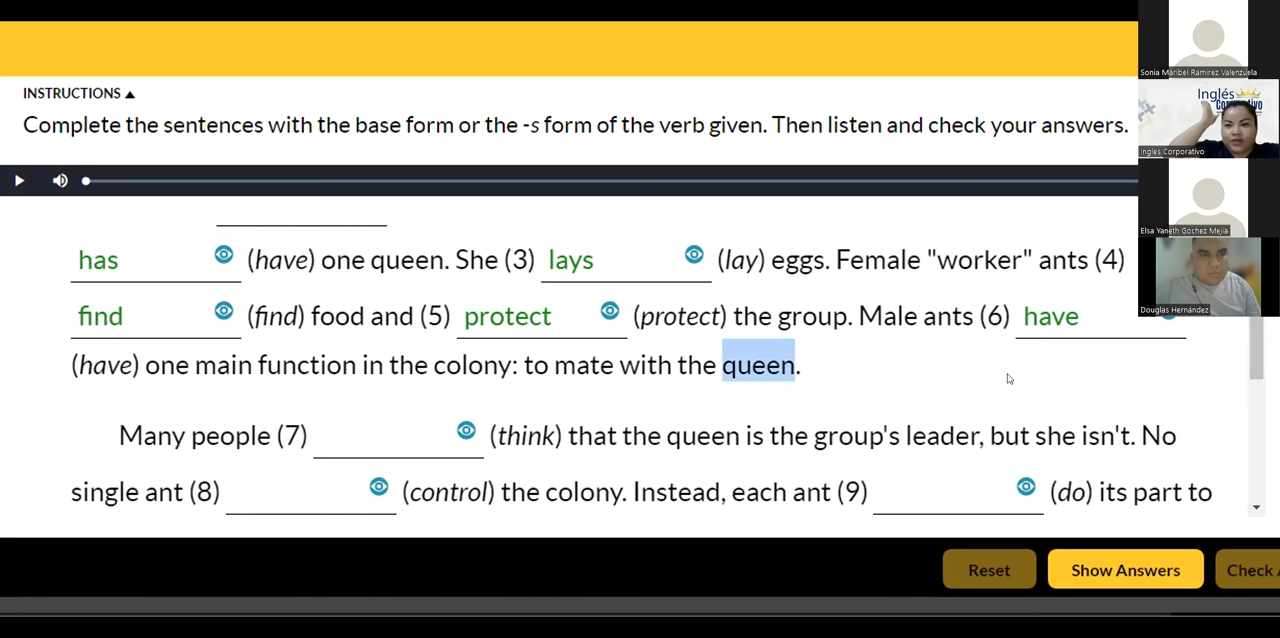 INSTRUCTIONS ▲
Complete the sentences with the base form or the -s form of the verb given. Then listen and check your answers.
has (have) one queen. She (3) lays (lay) eggs. Female "worker" ants (4)
find (find) food and (5) protect (protect) the group. Male ants (6) have
(have) one main function in the colony: to mate with the queen.
Many people (7) (think) that the queen is the group's leader, but she isn't. No
single ant (8) (control) the colony. Instead, each ant (9) (do) its part to
Reset
Show Answers
Check
Sonia Maribel Ramirez Valenzuela
Inglés
Corporativo
Ingles Corporativo
Elsa Yaneth Gochez Mejia
Douglas Hernández